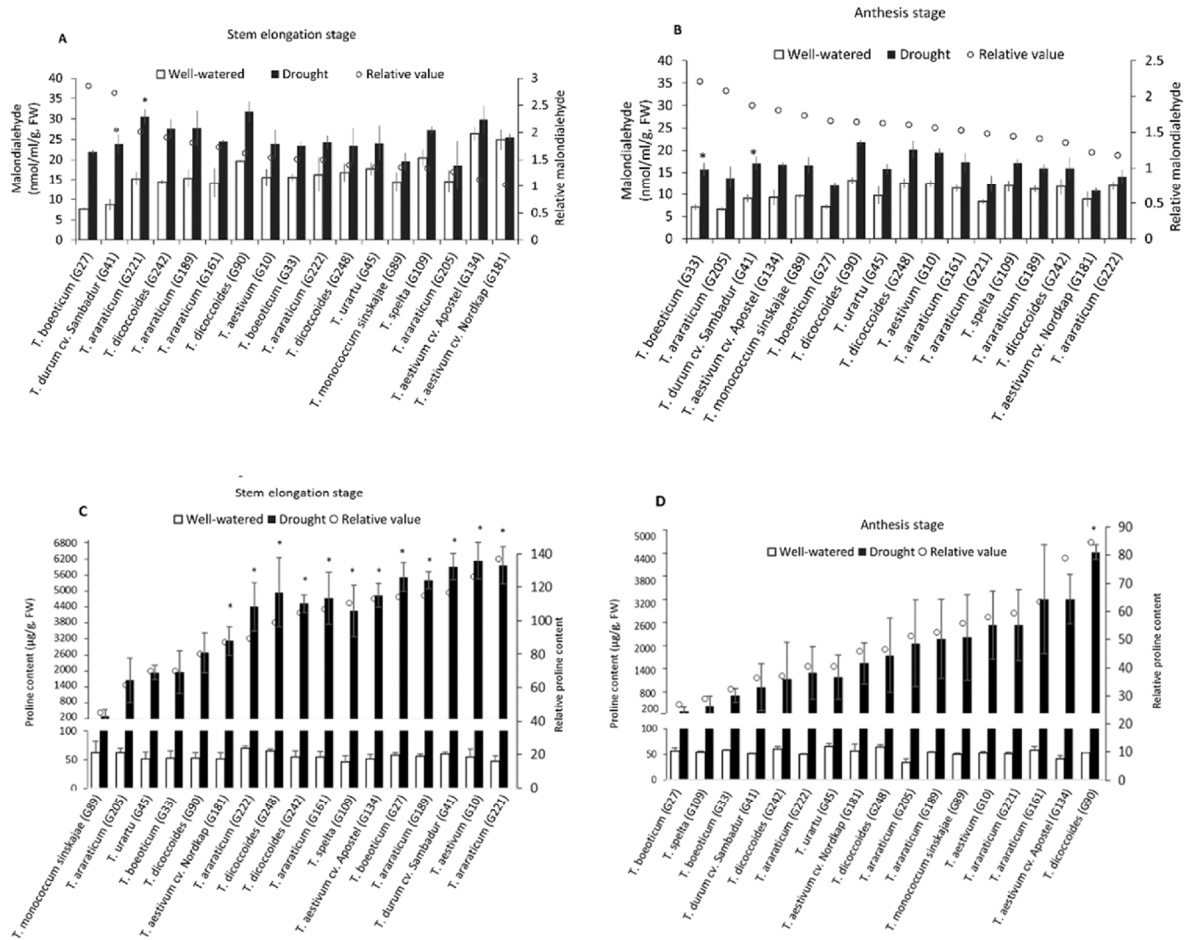 A
Stem elongation stage
Well-watered Drought Relative value
Malondialdehyde
(nmol/ml/g, FW)
40
35
30
25
20
15
10
5
0
3
2.5
2
1.5
1
0.5
0
Relative malondialdehyde
*
*
T. boeoticum (G27)
T. durum cv. Sambadur (G41)
T. araraticum (G221)
T. dicoccoides (G242)
T. araraticum (G189)
T. araraticum (G161)
T. dicoccoides (G90)
T. aestivum (G10)
T. boeoticum (G33)
T. araraticum (G222)
T. dicoccoides (G248)
T. urartu (G45)
T. monococcum sinskajae (G89)
T. spelta (G109)
T. araraticum (G205)
T. aestivum cv. Apostel (G134)
T. aestivum cv. Nordkap (G181)
B
Anthesis stage
Well-watered Drought Relative value
Malondialdehyde
(nmol/ml/g, FW)
40
35
30
25
20
15
10
5
0
2.5
2
1.5
1
0.5
0
Relative malondialdehyde
*
*
T. boeoticum (G33)
T. araraticum (G205)
T. durum cv. Sambadur (G41)
T. aestivum cv. Apostel (G134)
T. monococcum sinskajae (G89)
T. boeoticum (G27)
T. dicoccoides (G90)
T. urartu (G45)
T. dicoccoides (G248)
T. aestivum (G10)
T. araraticum (G161)
T. araraticum (G221)
T. spelta (G109)
T. araraticum (G189)
T. dicoccoides (G242)
T. aestivum cv. Nordkap (G181)
T. araraticum (G222)
C
Stem elongation stage
Well-watered Drought Relative value
Proline content (µg/g, FW)
6800
6200
5600
5000
4400
3800
3200
2600
2000
1400
800
200
100
50
0
140
120
100
80
60
40
20
0
Relative proline content
* * * * * * * * * * * *
T. monococcum sinskajae (G89)
T. araraticum (G205)
T. urartu (G45)
T. boeoticum (G33)
T. dicoccoides (G90)
T. aestivum cv. Nordkap (G181)
T. araraticum (G222)
T. dicoccoides (G248)
T. dicoccoides (G242)
T. araraticum (G161)
T. spelta (G109)
T. aestivum cv. Apostel (G134)
T. boeoticum (G27)
T. araraticum (G189)
T. durum cv. Sambadur (G41)
T. aestivum (G10)
T. araraticum (G221)
D
Anthesis stage
Well-watered Drought Relative value
Proline content (µg/g, FW)
5000
4400
3800
3200
2600
2000
1400
800
200
100
50
0
90
80
70
60
50
40
30
20
10
0
Relative proline content
*
T. boeoticum (G27)
T. spelta (G109)
T. boeoticum (G33)
T. durum cv. Sambadur (G41)
T. dicoccoides (G242)
T. araraticum (G222)
T. urartu (G45)
T. aestivum cv. Nordkap (G181)
T. dicoccoides (G248)
T. araraticum (G205)
T. araraticum (G189)
T. monococcum sinskajae (G89)
T. aestivum (G10)
T. araraticum (G221)
T. araraticum (G161)
T. aestivum cv. Apostel (G134)
T. dicoccoides (G90)